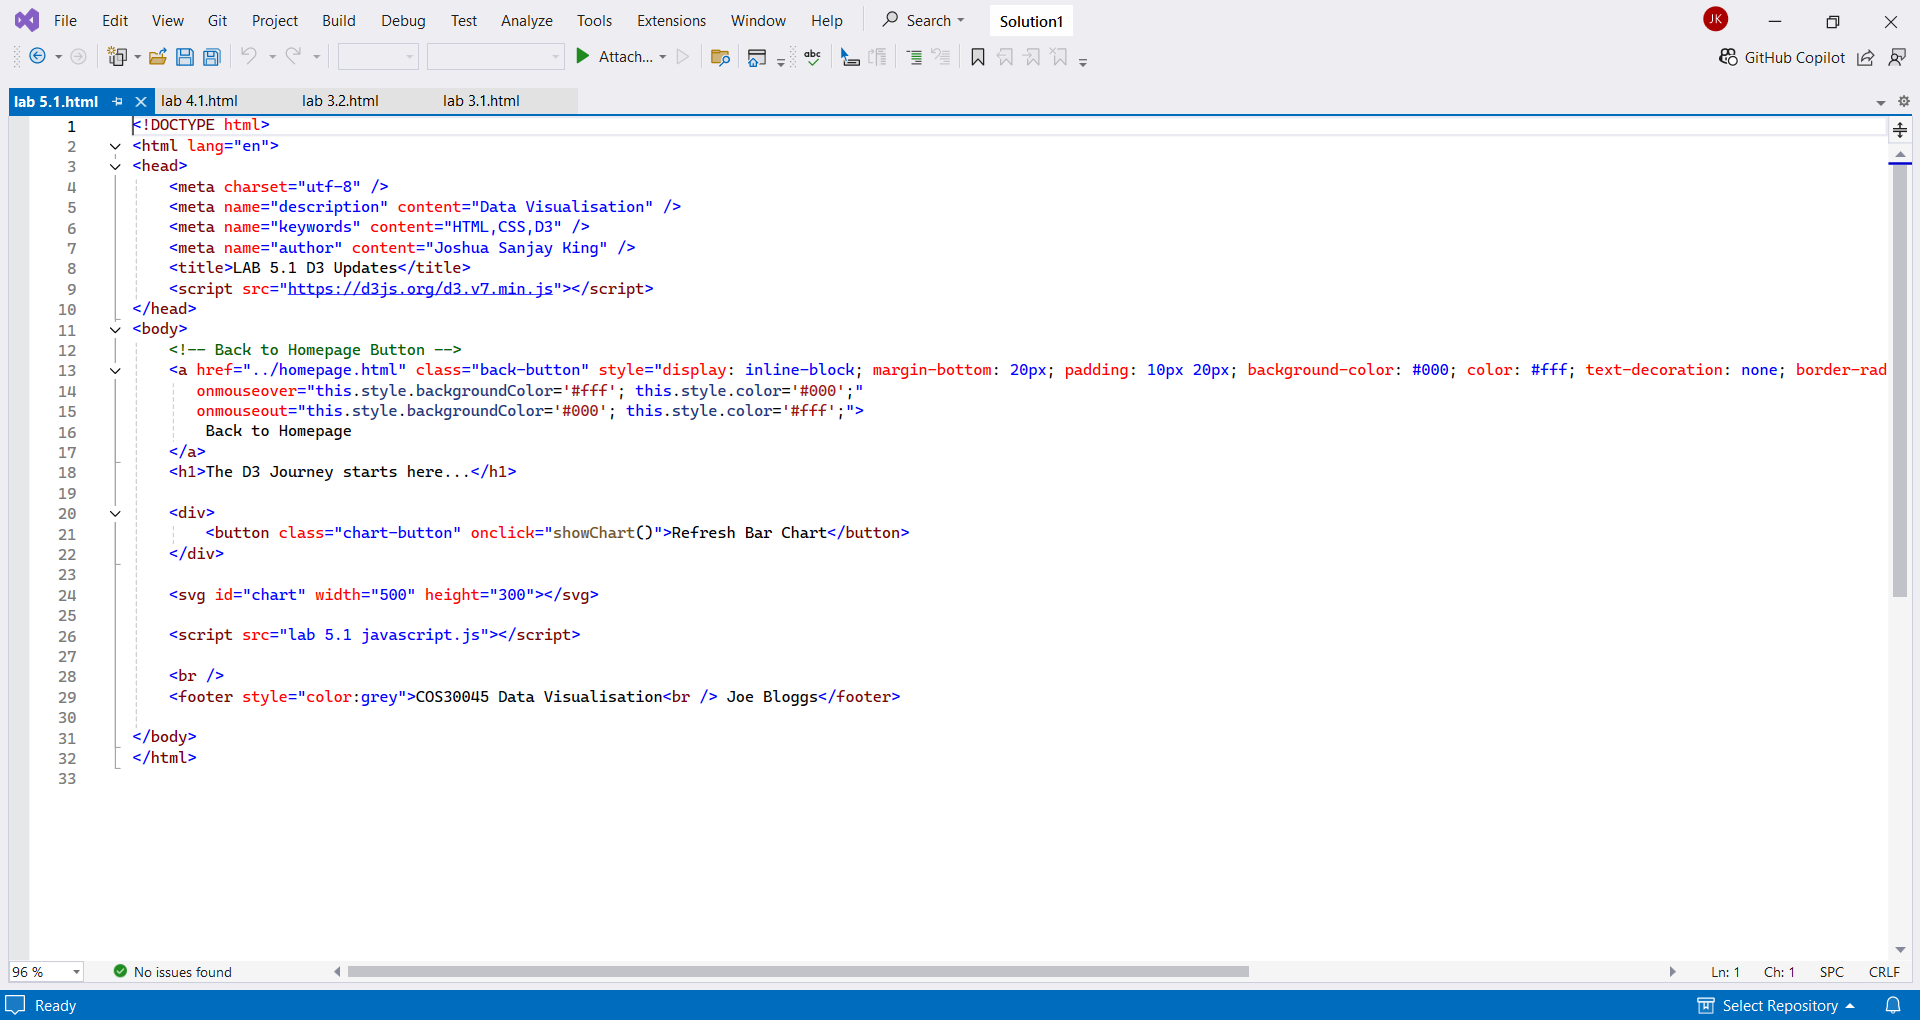 File Edit View Git Project Build Debug Test Analyze Tools Extensions Window Help Search Solution1 JK
Attach... abc GitHub Copilot
lab 5.1.html lab 4.1.html lab 3.2.html lab 3.1.html
1 <!DOCTYPE html>
2 <html lang="en">
3 <head>
4 <meta charset="utf-8" />
5 <meta name="description" content="Data Visualisation" />
6 <meta name="keywords" content="HTML,CSS,D3" />
7 <meta name="author" content="Joshua Sanjay King" />
8 <title>LAB 5.1 D3 Updates</title>
9 <script src="https://d3js.org/d3.v7.min.js"></script>
10 </head>
11 <body>
12 <!-- Back to Homepage Button -->
13 <a href="../homepage.html" class="back-button" style="display: inline-block; margin-bottom: 20px; padding: 10px 20px; background-color: #000; color: #fff; text-decoration: none; border-rad
14 onmouseover="this.style.backgroundColor='#fff'; this.style.color='#000';"
15 onmouseout="this.style.backgroundColor='#000'; this.style.color='#fff';">
16 Back to Homepage
17 </a>
18 <h1>The D3 Journey starts here...</h1>
19
20 <div>
21 <button class="chart-button" onclick="showChart()">Refresh Bar Chart</button>
22 </div>
23
24 <svg id="chart" width="500" height="300"></svg>
25
26 <script src="lab 5.1 javascript.js"></script>
27
28 <br />
29 <footer style="color:grey">COS30045 Data Visualisation<br /> Joe Bloggs</footer>
30
31 </body>
32 </html>
33
96 % No issues found Ln: 1 Ch: 1 SPC CRLF
Ready Select Repository